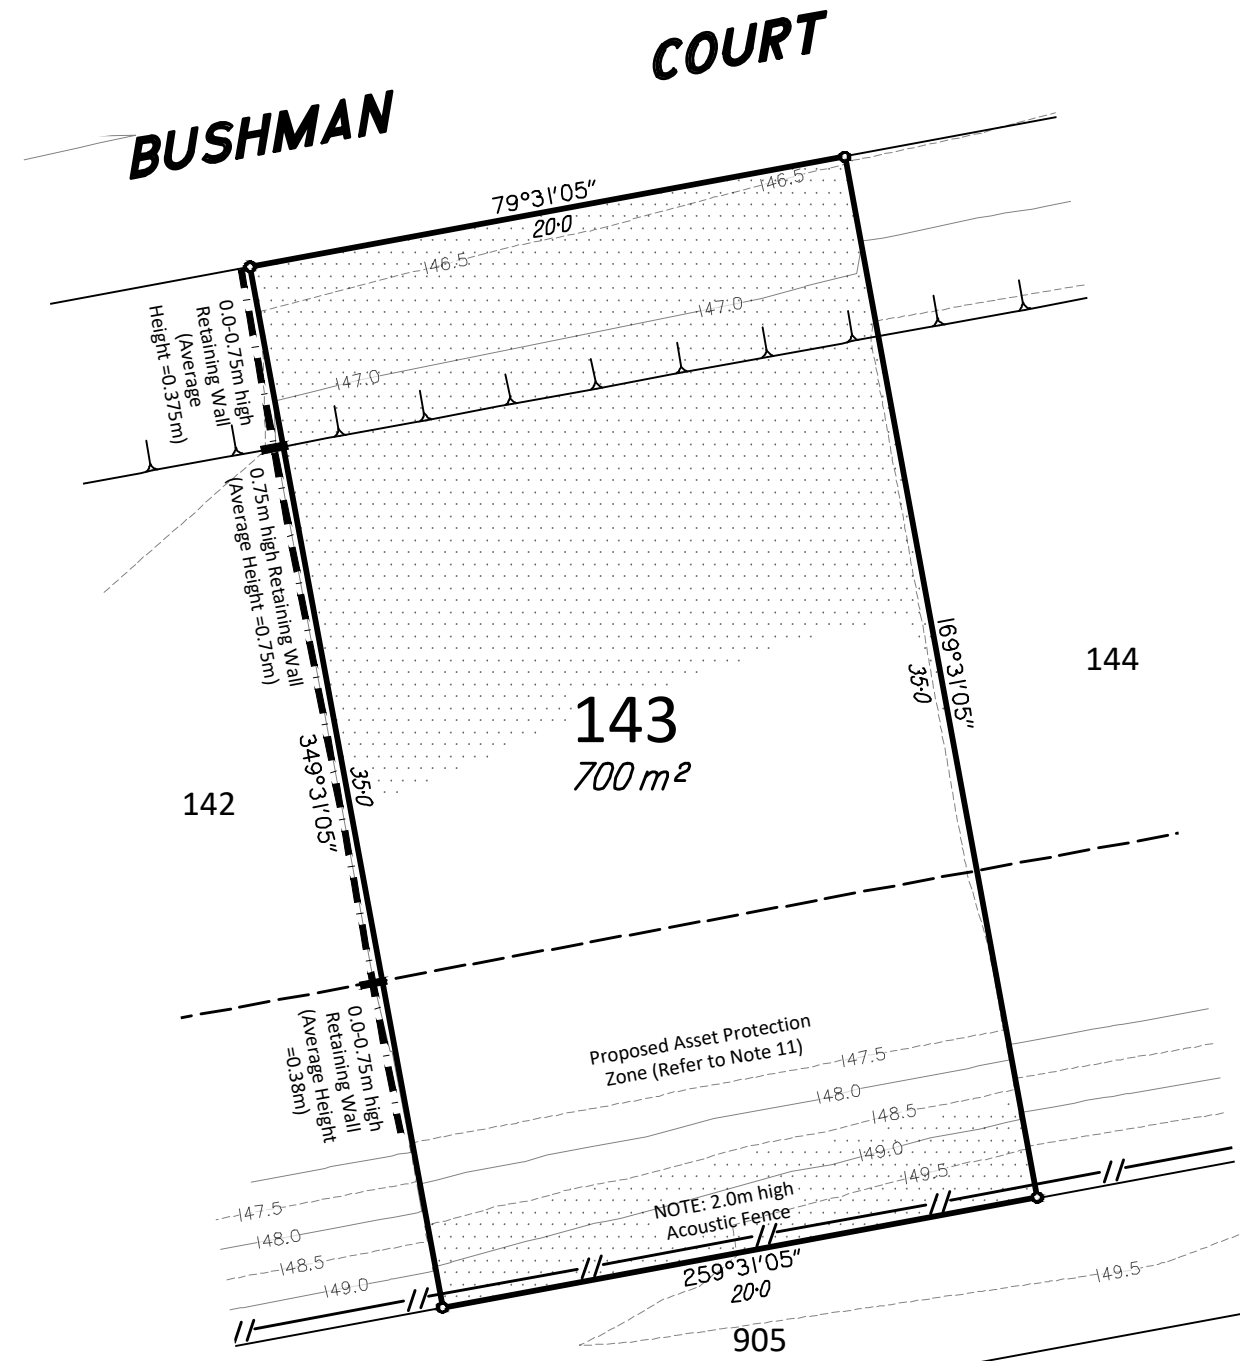 BUSHMAN COURT
79°31'05"
20·0
146.5
146.5
147.0
147.0
0.0-0.75m high
Retaining Wall
(Average
Height =0.375m)
0.75m high Retaining Wall
(Average Height =0.75m)
349°31'05"
35·0
169°31'05"
35·0
142
143
700 m²
144
0.0-0.75m high
Retaining Wall
(Average Height
=0.38m)
Proposed Asset Protection
Zone (Refer to Note 11)
147.5
148.0
148.5
149.0
149.5
NOTE: 2.0m high
Acoustic Fence
147.5
148.0
148.5
149.0
259°31'05"
20·0
149.5
905